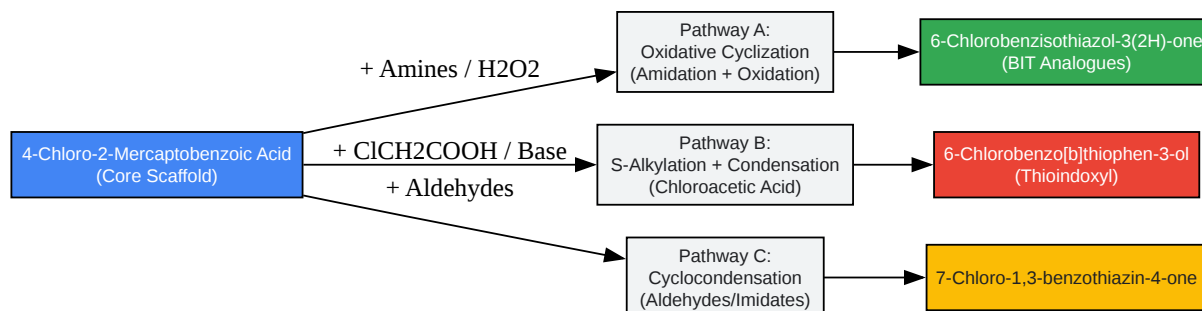 4-Chloro-2-Mercaptobenzoic Acid
(Core Scaffold)
+ Amines / H2O2
+ ClCH2COOH / Base
+ Aldehydes
Pathway A:
Oxidative Cyclization
(Amidation + Oxidation)
6-Chlorobenzisothiazol-3(2H)-one
(BIT Analogues)
Pathway B:
S-Alkylation + Condensation
(Chloroacetic Acid)
6-Chlorobenzo[b]thiophen-3-ol
(Thioindoxyl)
Pathway C:
Cyclocondensation
(Aldehydes/Imidates)
7-Chloro-1,3-benzothiazin-4-one